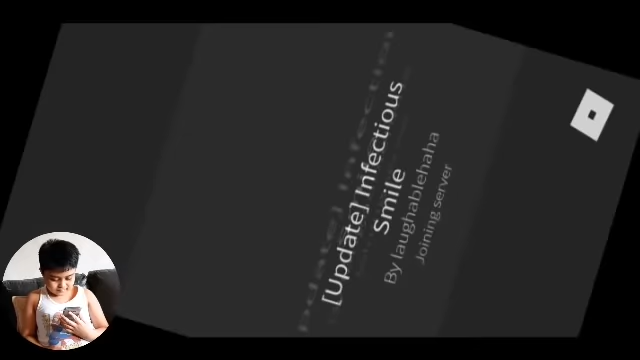 [Update] Infectious
Smile
By laughablehaha
Joining server